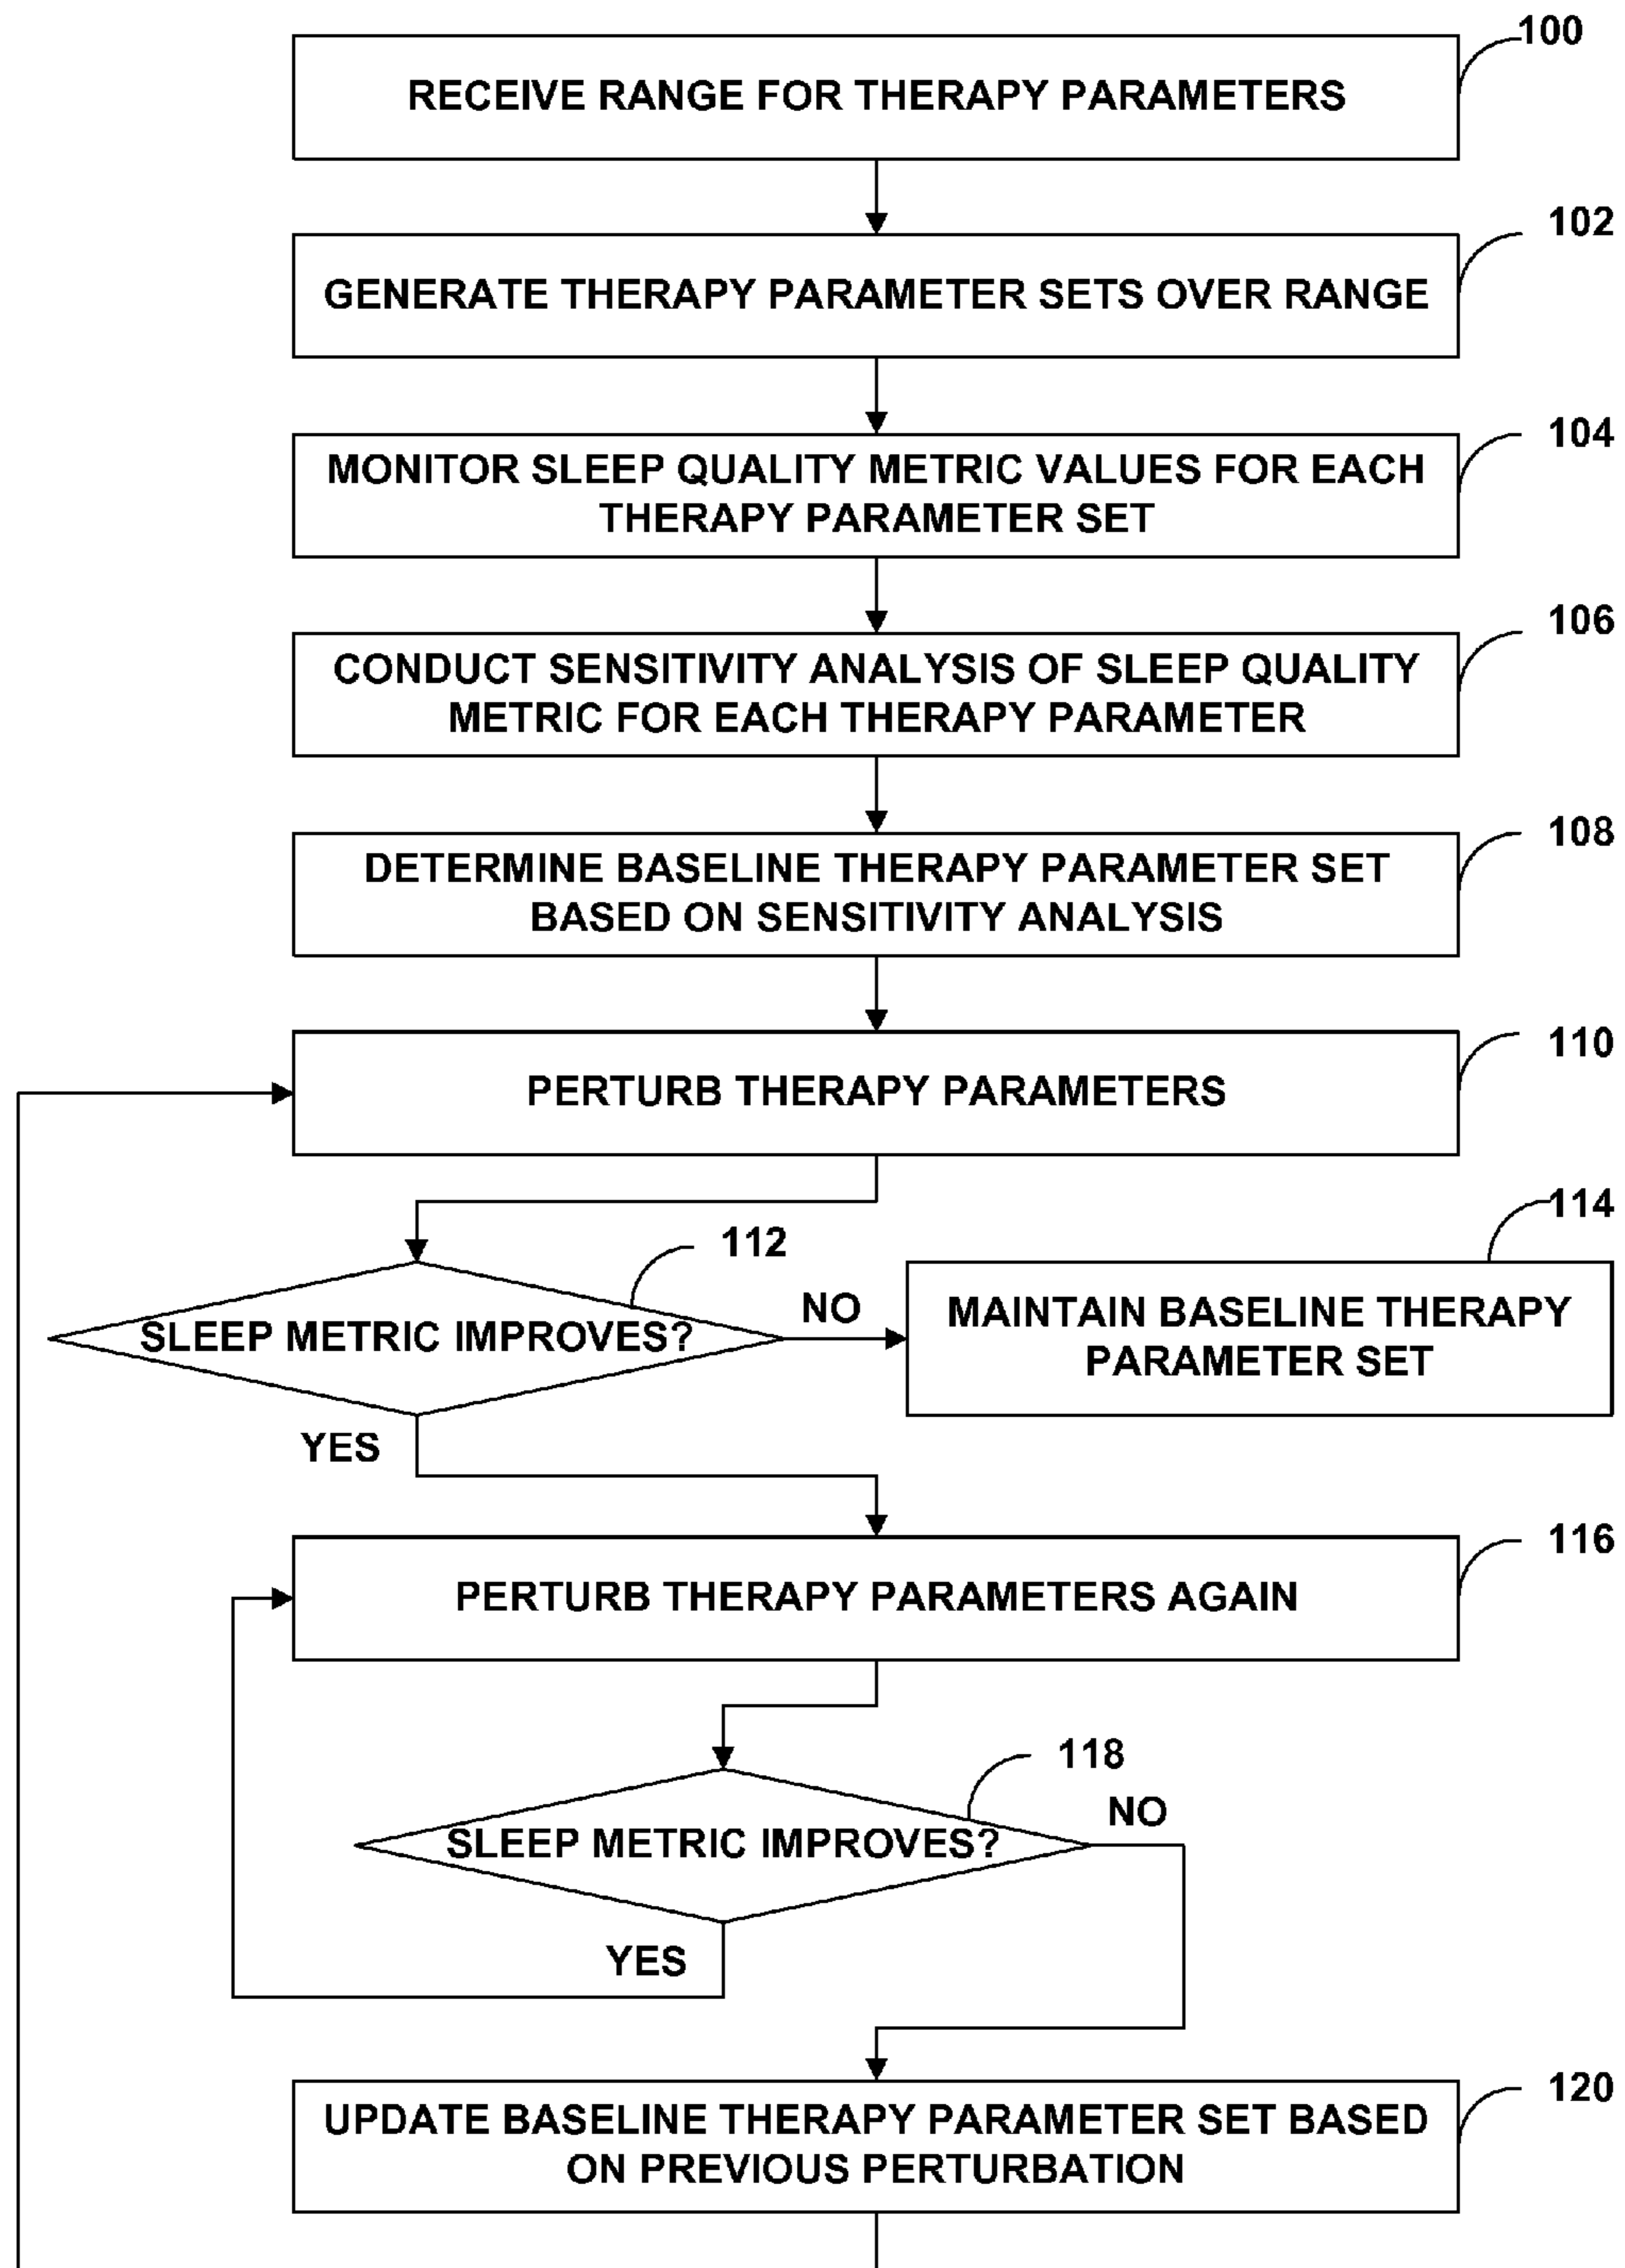 100
RECEIVE RANGE FOR THERAPY PARAMETERS
102
GENERATE THERAPY PARAMETER SETS OVER RANGE
104
MONITOR SLEEP QUALITY METRIC VALUES FOR EACH
THERAPY PARAMETER SET
106
CONDUCT SENSITIVITY ANALYSIS OF SLEEP QUALITY
METRIC FOR EACH THERAPY PARAMETER
108
DETERMINE BASELINE THERAPY PARAMETER SET
BASED ON SENSITIVITY ANALYSIS
110
PERTURB THERAPY PARAMETERS
112
SLEEP METRIC IMPROVES?
NO
114
MAINTAIN BASELINE THERAPY
PARAMETER SET
YES
116
PERTURB THERAPY PARAMETERS AGAIN
118
SLEEP METRIC IMPROVES?
NO
YES
120
UPDATE BASELINE THERAPY PARAMETER SET BASED
ON PREVIOUS PERTURBATION